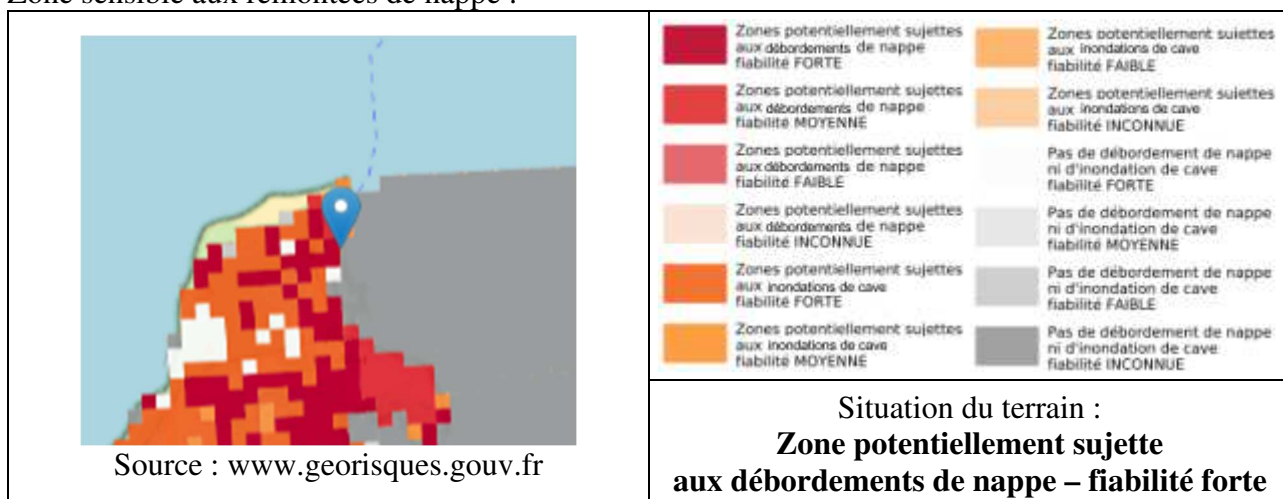 Zone sensible aux remontées de nappe :
Source : www.georisques.gouv.fr
Zones potentiellement sujettes
aux débordements de nappe
fiabilité FORTE
Zones potentiellement sujettes
aux débordements de nappe
fiabilité MOYENNE
Zones potentiellement sujettes
aux débordements de nappe
fiabilité FAIBLE
Zones potentiellement sujettes
aux débordements de nappe
fiabilité INCONNUE
Zones potentiellement sujettes
aux inondations de cave
fiabilité FORTE
Zones potentiellement sujettes
aux inondations de cave
fiabilité MOYENNE
Zones potentiellement sujettes
aux inondations de cave
fiabilité FAIBLE
Zones potentiellement sujettes
aux inondations de cave
fiabilité INCONNUE
Pas de débordement de nappe
ni d'inondation de cave
fiabilité FORTE
Pas de débordement de nappe
ni d'inondation de cave
fiabilité MOYENNE
Pas de débordement de nappe
ni d'inondation de cave
fiabilité FAIBLE
Pas de débordement de nappe
ni d'inondation de cave
fiabilité INCONNUE
Situation du terrain :
Zone potentiellement sujette
aux débordements de nappe – fiabilité forte